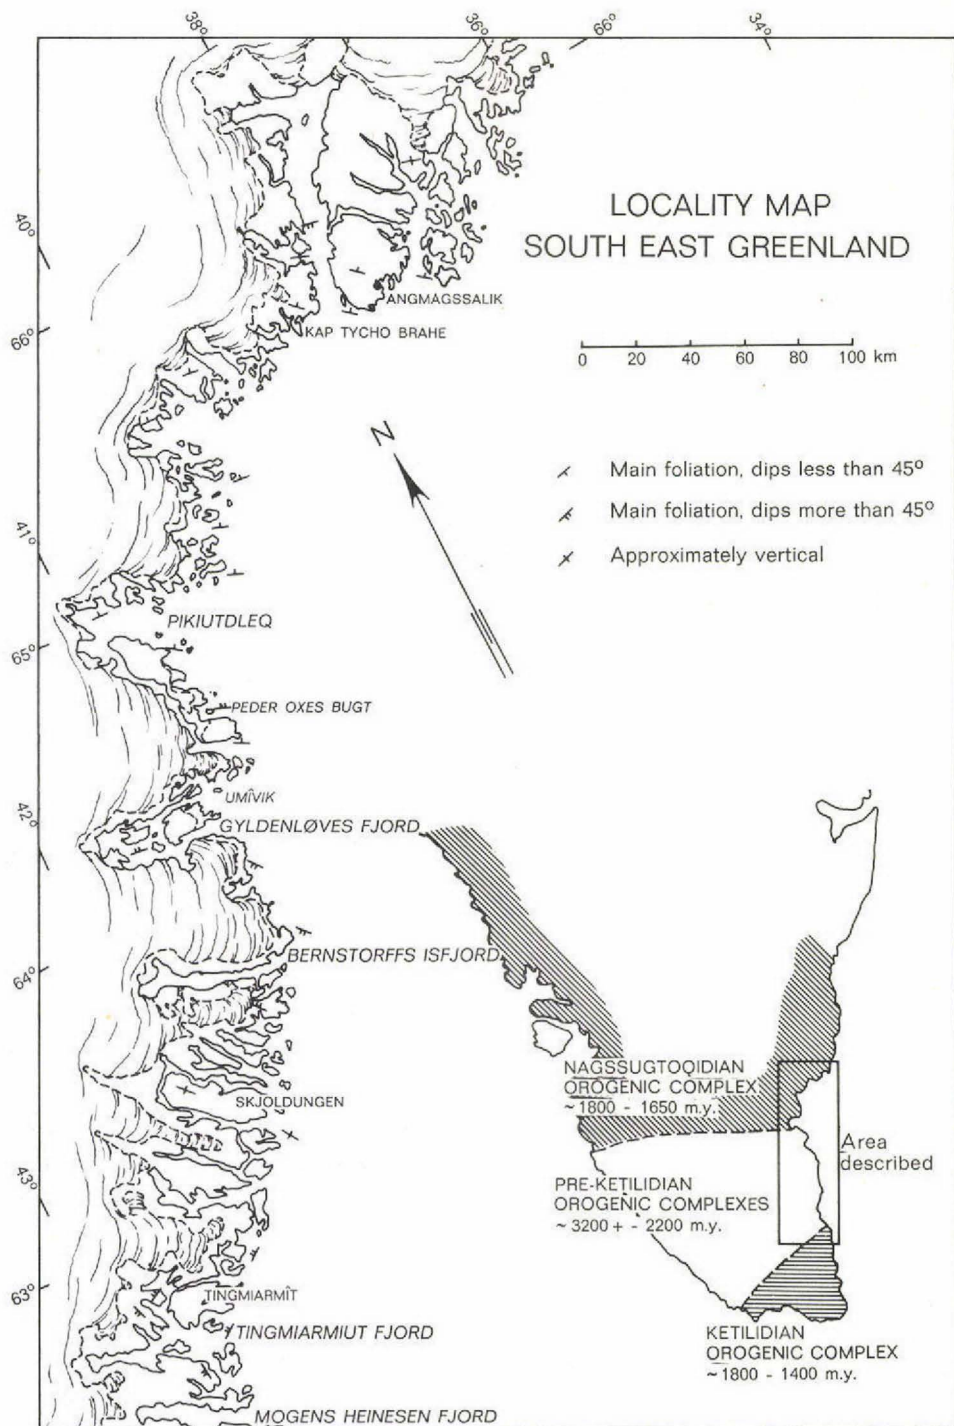 38°
36°
66°
34°
LOCALITY MAP
SOUTH EAST GREENLAND
40°
ANGMAGSSALIK
66°
KAP TYCHO BRAHE
0 20 40 60 80 100 km
N
Main foliation, dips less than 45°
Main foliation, dips more than 45°
Approximately vertical
41°
PIKIUTDLEQ
65°
PEDER OXES BUGT
UMÎVIK
42°
GYLDENLØVES FJORD
BERNSTORFFS ISFJORD
64°
NAGSSUGTOQIDIAN
OROGENIC COMPLEX
~1800 - 1650 m.y.
SKJOLDUNGEN
Area
described
43°
PRE-KETILIDIAN
OROGENIC COMPLEXES
~3200+ - 2200 m.y.
63°
TINGMIARMÎT
TINGMIARMIUT FJORD
KETILIDIAN
OROGENIC COMPLEX
~1800 - 1400 m.y.
MOGENS HEINESEN FJORD